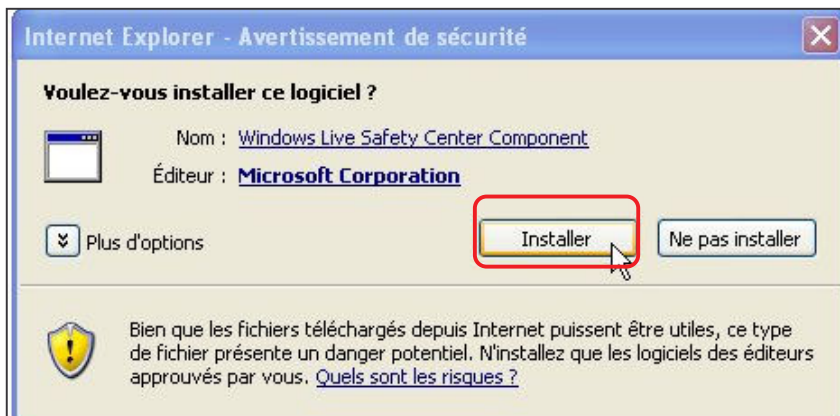 Internet Explorer - Avertissement de sécurité
Voulez-vous installer ce logiciel ?
Nom : Windows Live Safety Center Component
Éditeur : Microsoft Corporation
Plus d'options
Installer
Ne pas installer
Bien que les fichiers téléchargés depuis Internet puissent être utiles, ce type
de fichier présente un danger potentiel. N'installez que les logiciels des éditeurs
approuvés par vous. Quels sont les risques ?